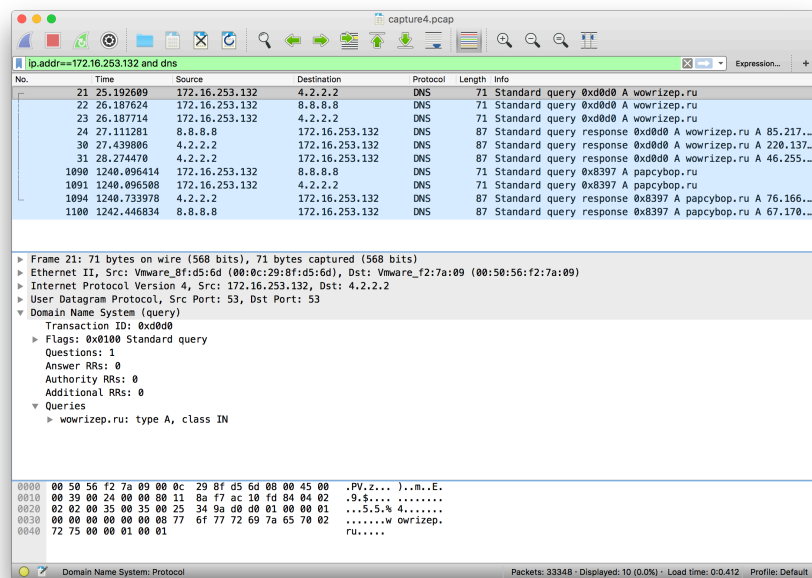 capture4.pcap
ip.addr==172.16.253.132 and dns Expression... +
No. Time Source Destination Protocol Length Info
21 25.192609 172.16.253.132 4.2.2.2 DNS 71 Standard query 0xd0d0 A wowrizep.ru
22 26.187624 172.16.253.132 8.8.8.8 DNS 71 Standard query 0xd0d0 A wowrizep.ru
23 26.187714 172.16.253.132 4.2.2.2 DNS 71 Standard query 0xd0d0 A wowrizep.ru
24 27.111281 8.8.8.8 172.16.253.132 DNS 87 Standard query response 0xd0d0 A wowrizep.ru A 85.217...
30 27.439806 4.2.2.2 172.16.253.132 DNS 87 Standard query response 0xd0d0 A wowrizep.ru A 220.137...
31 28.274470 4.2.2.2 172.16.253.132 DNS 87 Standard query response 0xd0d0 A wowrizep.ru A 46.255...
1090 1240.096414 172.16.253.132 8.8.8.8 DNS 71 Standard query 0x8397 A papcybop.ru
1091 1240.096508 172.16.253.132 4.2.2.2 DNS 71 Standard query 0x8397 A papcybop.ru
1094 1240.733978 4.2.2.2 172.16.253.132 DNS 87 Standard query response 0x8397 A papcybop.ru A 76.166...
1100 1242.446834 8.8.8.8 172.16.253.132 DNS 87 Standard query response 0x8397 A papcybop.ru A 67.170...
Frame 21: 71 bytes on wire (568 bits), 71 bytes captured (568 bits)
Ethernet II, Src: Vmware_8f:d5:6d (00:0c:29:8f:d5:6d), Dst: Vmware_f2:7a:09 (00:50:56:f2:7a:09)
Internet Protocol Version 4, Src: 172.16.253.132, Dst: 4.2.2.2
User Datagram Protocol, Src Port: 53, Dst Port: 53
Domain Name System (query)
Transaction ID: 0xd0d0
Flags: 0x0100 Standard query
Questions: 1
Answer RRs: 0
Authority RRs: 0
Additional RRs: 0
Queries
wowrizep.ru: type A, class IN
0000 00 50 56 f2 7a 09 00 0c 29 8f d5 6d 08 00 45 00 .PV.z... )..m..E.
0010 00 39 00 24 00 00 80 11 8a f7 ac 10 fd 84 04 02 .9.$.... ........
0020 02 02 00 35 00 35 00 25 34 9a d0 d0 01 00 00 01 ...5.5.% 4.......
0030 00 00 00 00 00 00 08 77 6f 77 72 69 7a 65 70 02 .......w owrizep.
0040 72 75 00 00 01 00 01 ru.....
Domain Name System: Protocol Packets: 33348 · Displayed: 10 (0.0%) · Load time: 0:0.412 Profile: Default